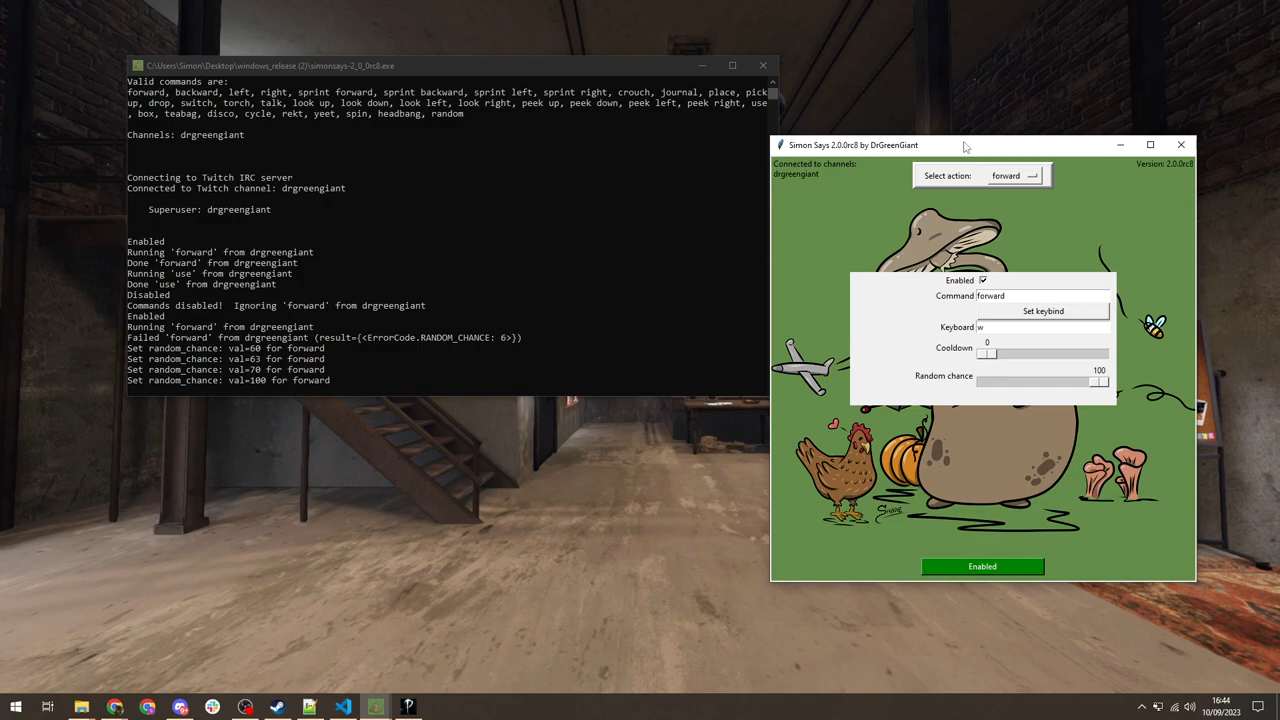 C:\Users\Simon\Desktop\windows_release (2)\simonsays-2_0_0rc8.exe
Valid commands are:
forward, backward, left, right, sprint forward, sprint backward, sprint left, sprint right, crouch, journal, place, pick
up, drop, switch, torch, talk, look up, look down, look left, look right, peek up, peek down, peek left, peek right, use
, box, teabag, disco, cycle, rekt, yeet, spin, headbang, random
Channels: drgreengiant
Connecting to Twitch IRC server
Connected to Twitch channel: drgreengiant
Superuser: drgreengiant
Enabled
Running 'forward' from drgreengiant
Done 'forward' from drgreengiant
Running 'use' from drgreengiant
Done 'use' from drgreengiant
Disabled
Commands disabled!  Ignoring 'forward' from drgreengiant
Enabled
Running 'forward' from drgreengiant
Failed 'forward' from drgreengiant (result={<ErrorCode.RANDOM_CHANCE: 6>})
Set random_chance: val=60 for forward
Set random_chance: val=63 for forward
Set random_chance: val=70 for forward
Set random_chance: val=100 for forward
Simon Says 2.0.0rc8 by DrGreenGiant
Connected to channels:
drgreengiant
Select action: forward
Version: 2.0.0rc8
Enabled
Command forward
Set keybind
Keyboard w
0
Cooldown
100
Random chance
Enabled
16:44
10/09/2023